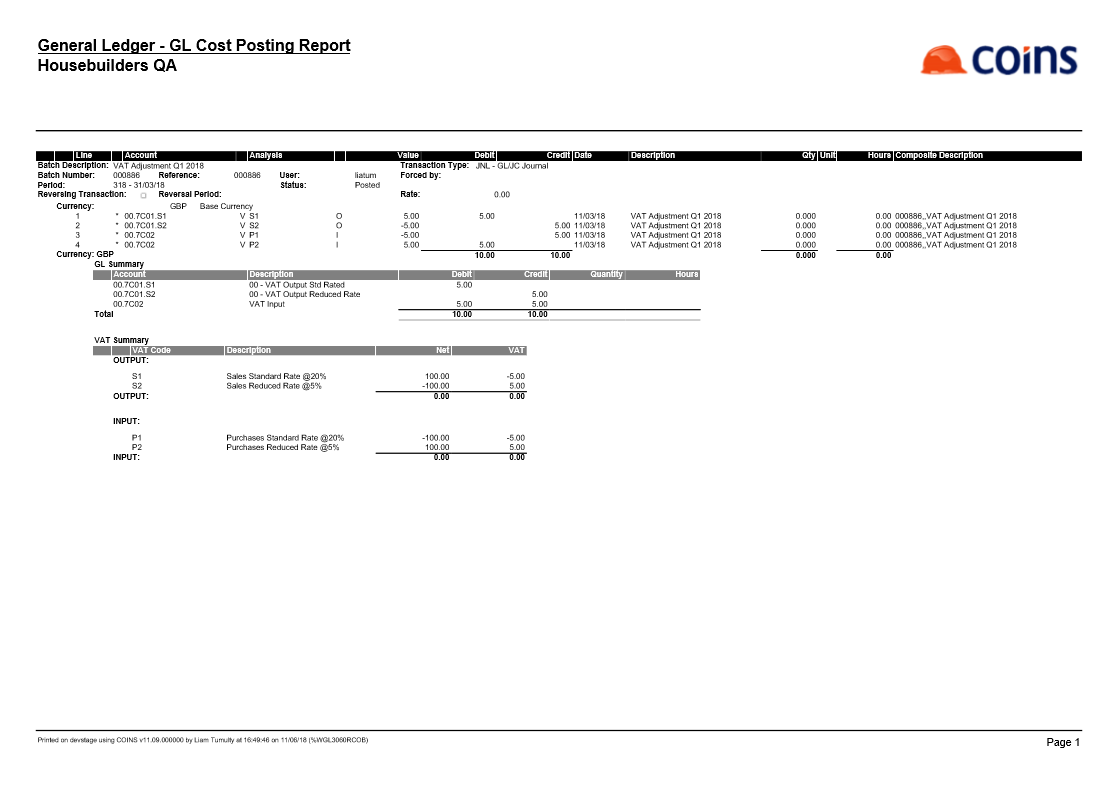 General Ledger - GL Cost Posting Report
Housebuilders QA
coins
Line Account Analysis Value Debit Credit Date Description Qty Unit Hours Composite Description
Batch Description: VAT Adjustment Q1 2018 Transaction Type: JNL - GL/JC Journal
Batch Number: 000886 Reference: 000886 User: liatum Forced by:
Period: 318 - 31/03/18 Status: Posted
Reversing Transaction: Reversal Period: Rate: 0.00
Currency: GBP Base Currency
1 * 00.7C01.S1 V S1 O 5.00 5.00 11/03/18 VAT Adjustment Q1 2018 0.000 0.00 000886,,VAT Adjustment Q1 2018
2 * 00.7C01.S2 V S2 O -5.00 5.00 11/03/18 VAT Adjustment Q1 2018 0.000 0.00 000886,,VAT Adjustment Q1 2018
3 * 00.7C02 V P1 I -5.00 5.00 11/03/18 VAT Adjustment Q1 2018 0.000 0.00 000886,,VAT Adjustment Q1 2018
4 * 00.7C02 V P2 I 5.00 5.00 11/03/18 VAT Adjustment Q1 2018 0.000 0.00 000886,,VAT Adjustment Q1 2018
Currency: GBP 10.00 10.00 0.000 0.00
GL Summary
Account Description Debit Credit Quantity Hours
00.7C01.S1 00 - VAT Output Std Rated 5.00
00.7C01.S2 00 - VAT Output Reduced Rate 5.00
00.7C02 VAT Input 5.00 5.00
Total 10.00 10.00
VAT Summary
VAT Code Description Net VAT
OUTPUT:
S1 Sales Standard Rate @20% 100.00 -5.00
S2 Sales Reduced Rate @5% -100.00 5.00
OUTPUT: 0.00 0.00
INPUT:
P1 Purchases Standard Rate @20% -100.00 -5.00
P2 Purchases Reduced Rate @5% 100.00 5.00
INPUT: 0.00 0.00
Printed on devstage using COINS v11.09.000000 by Liam Tumulty at 16:49:46 on 11/06/18 (%WGL3060RCOB)
Page 1